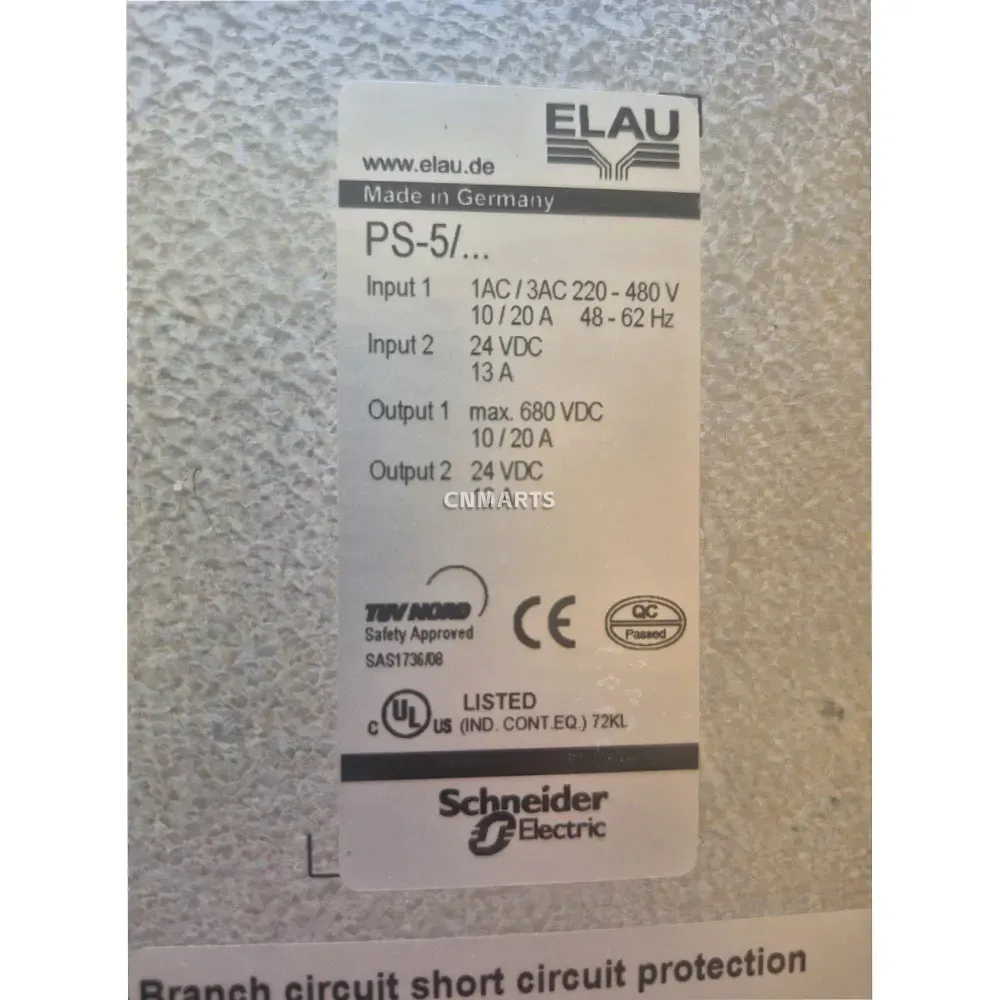 ELAU
www.elau.de
Made in Germany
PS-5/...
Input 1 1AC / 3AC 220 - 480 V
10 / 20 A 48 - 62 Hz
Input 2 24 VDC
13 A
Output 1 max. 680 VDC
10 / 20 A
Output 2 24 VDC
CNMARTS
TÜV NORD
Safety Approved
SAS1736/08
CE
QC
Passed
C UL US LISTED
(IND. CONT.EQ.) 72KL
Schneider
Electric
Branch circuit short circuit protection